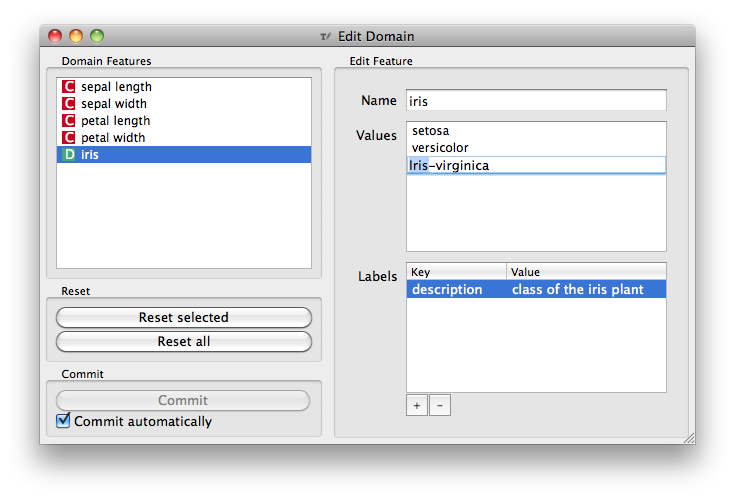 Edit Domain
Domain Features
C sepal length
C sepal width
C petal length
C petal width
D iris
Reset
Reset selected
Reset all
Commit
Commit
Commit automatically
Edit Feature
Name iris
Values setosa
versicolor
Iris-virginica
Labels Key Value
description class of the iris plant
+ -